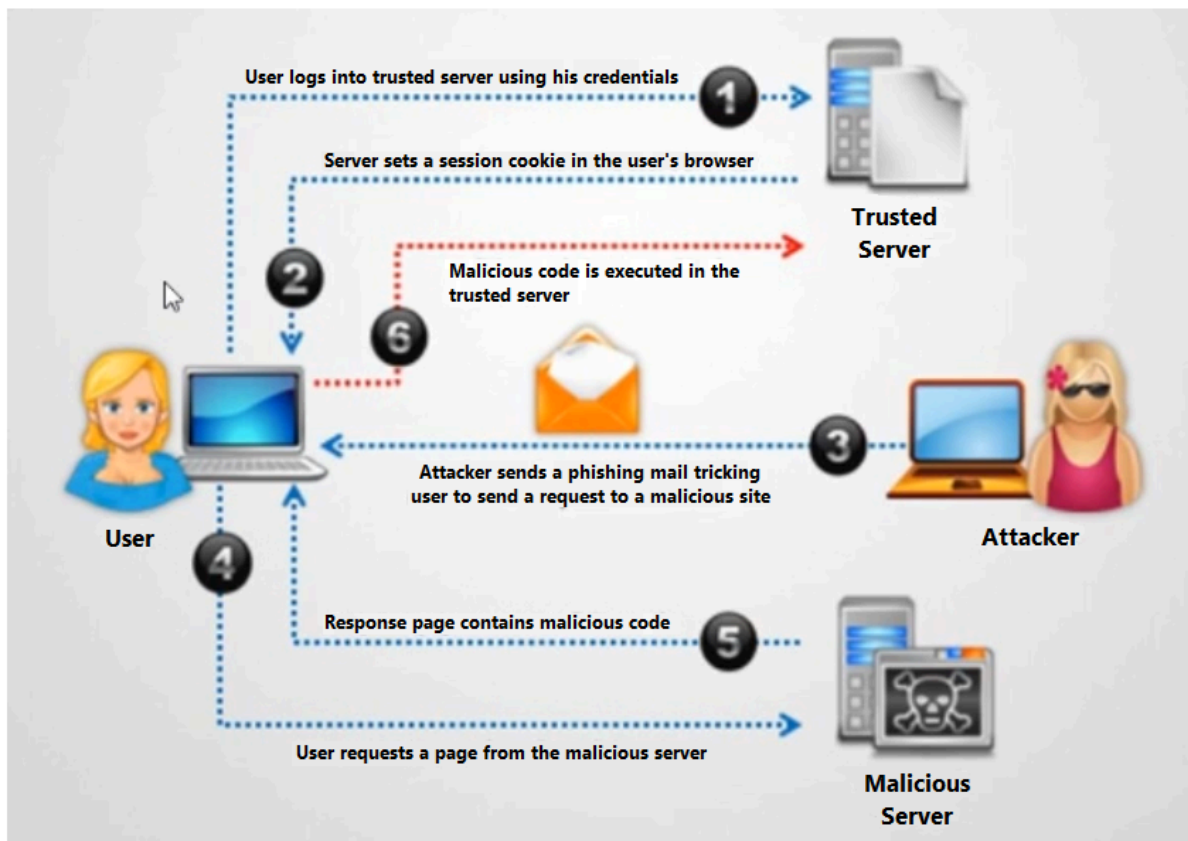 User logs into trusted server using his credentials
1
Server sets a session cookie in the user's browser
Trusted
Server
2
Malicious code is executed in the
trusted server
6
3
Attacker sends a phishing mail tricking
user to send a request to a malicious site
User
Attacker
4
Response page contains malicious code
5
User requests a page from the malicious server
Malicious
Server